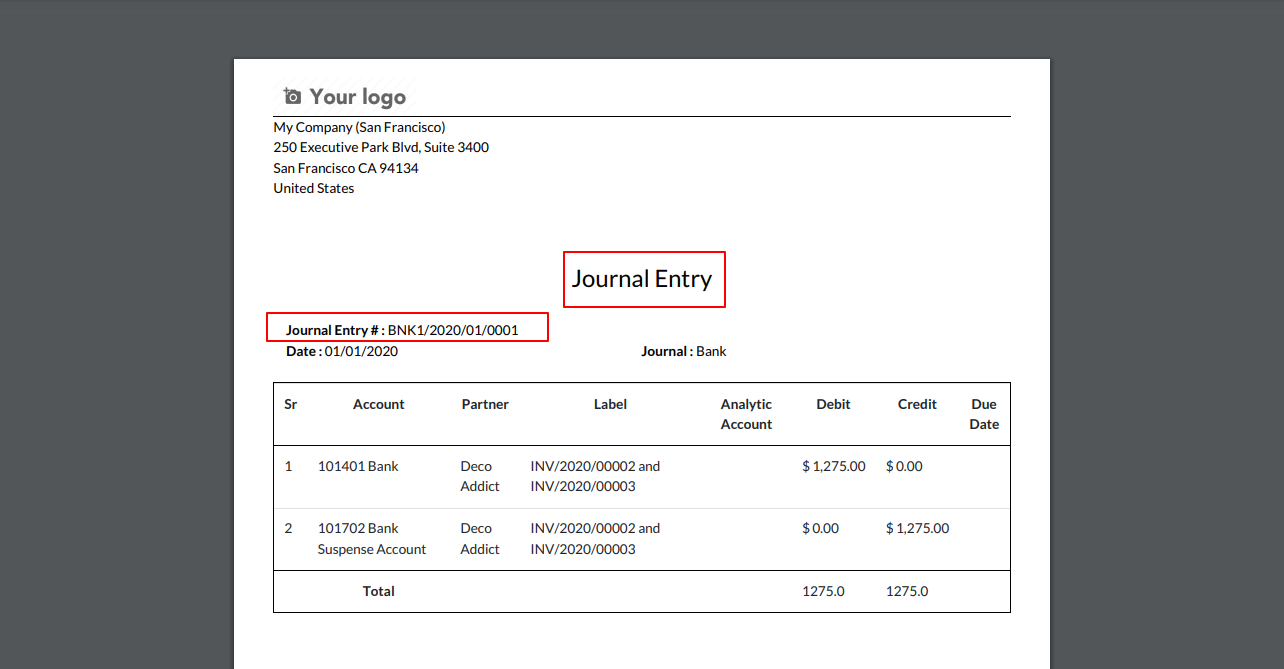 Your logo
My Company (San Francisco)
250 Executive Park Blvd, Suite 3400
San Francisco CA 94134
United States
Journal Entry
Journal Entry # : BNK1/2020/01/0001
Date : 01/01/2020 Journal : Bank
Sr Account Partner Label Analytic Debit Credit Due
Account Date
1 101401 Bank Deco INV/2020/00002 and $ 1,275.00 $ 0.00
Addict INV/2020/00003
2 101702 Bank Deco INV/2020/00002 and $ 0.00 $ 1,275.00
Suspense Account Addict INV/2020/00003
Total 1275.0 1275.0